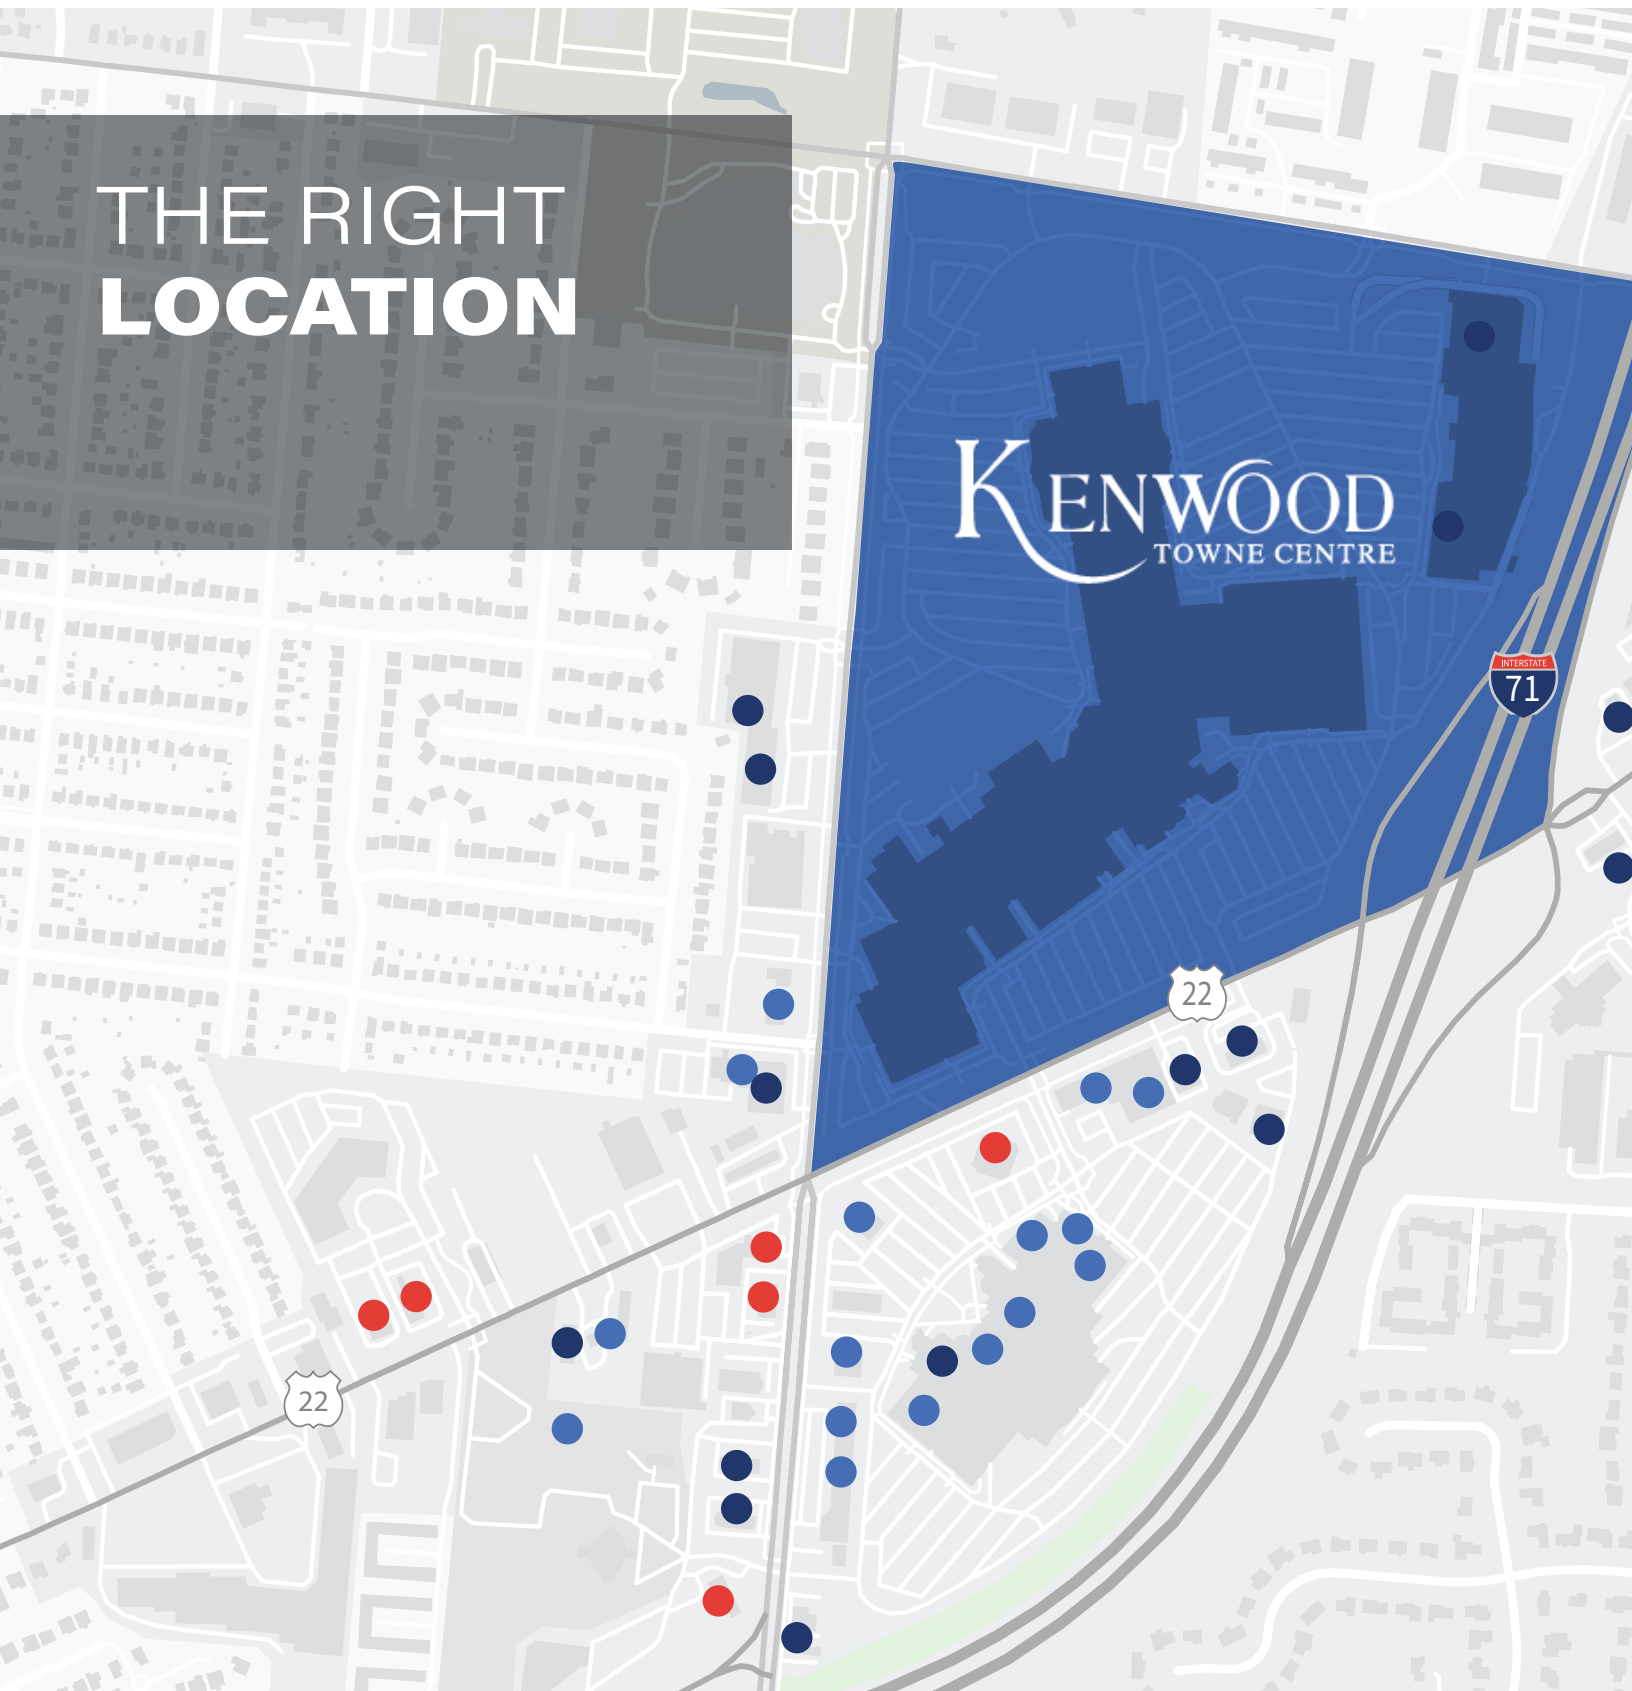 THE RIGHT
LOCATION
KENWOOD
TOWNE CENTRE
INTERSTATE
71
22
22